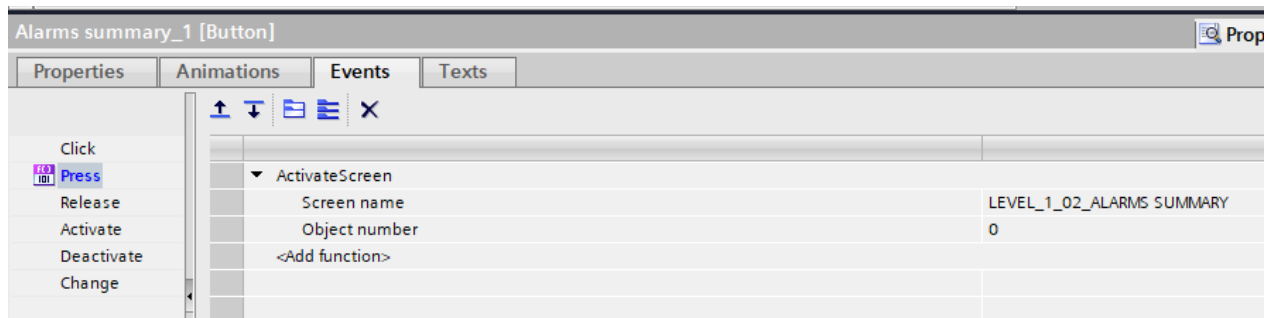 Alarms summary_1 [Button]
Prop
Properties Animations Events Texts
Click
Press
Release
Activate
Deactivate
Change
ActivateScreen
Screen name LEVEL_1_02_ALARMS SUMMARY
Object number 0
<Add function>